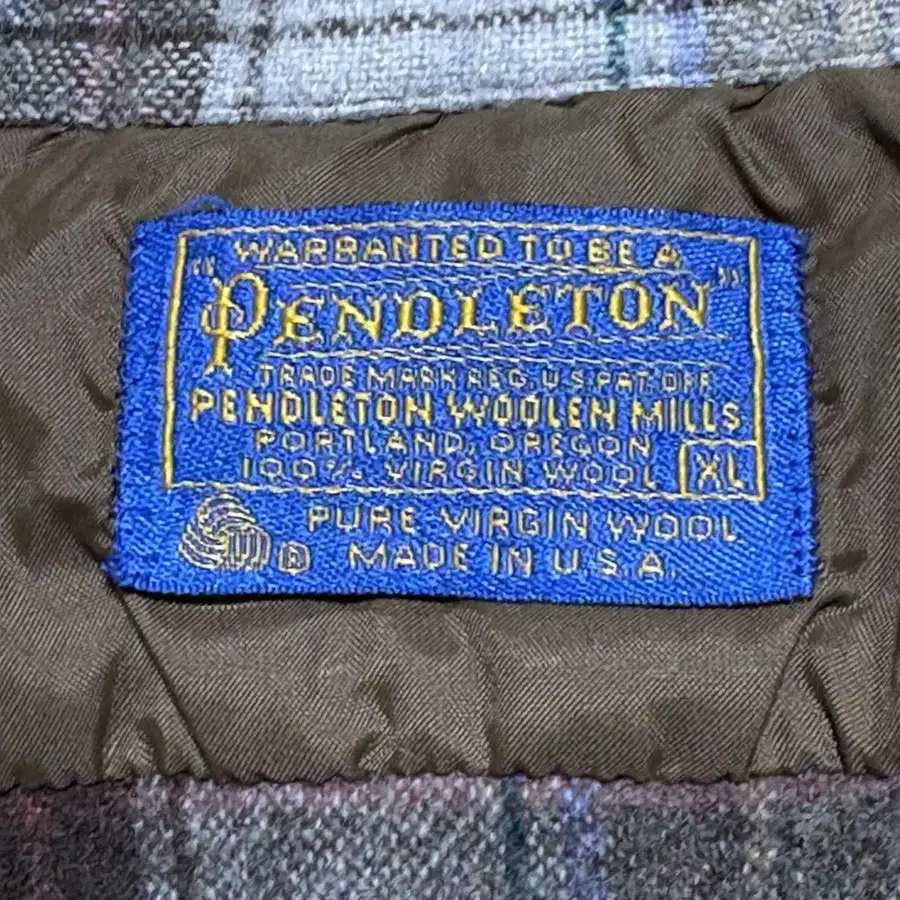 WARRANTED TO BE A
"PENDLETON"
TRADE MARK REG. U.S. PAT. OFF.
PENDLETON WOOLEN MILLS
PORTLAND, OREGON
100% VIRGIN WOOL XL
PURE VIRGIN WOOL
® MADE IN U.S.A.